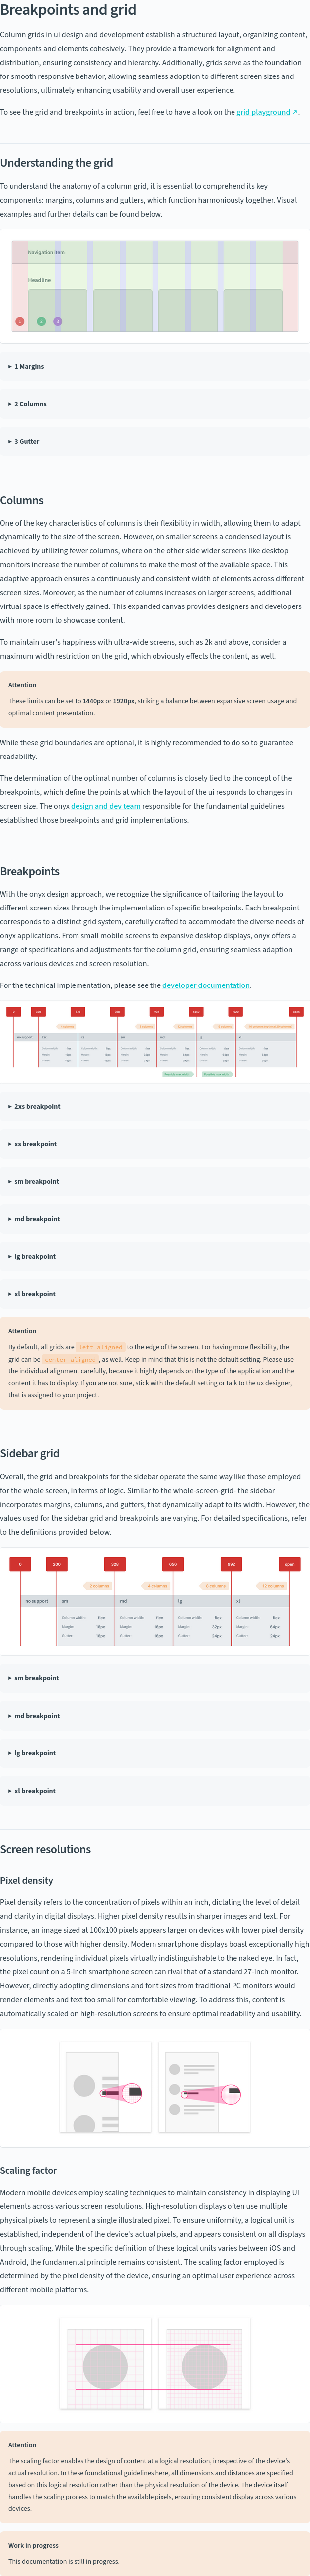 Breakpoints and grid
Column grids in ui design and development establish a structured layout, organizing content,
components and elements cohesively. They provide a framework for alignment and
distribution, ensuring consistency and hierarchy. Additionally, grids serve as the foundation
for smooth responsive behavior, allowing seamless adoption to different screen sizes and
resolutions, ultimately enhancing usability and overall user experience.
To see the grid and breakpoints in action, feel free to have a look on the grid playground ↗.
Understanding the grid
To understand the anatomy of a column grid, it is essential to comprehend its key
components: margins, columns and gutters, which function harmoniously together. Visual
examples and further details can be found below.
Navigation item
Headline
1 2 3
▸ 1 Margins
▸ 2 Columns
▸ 3 Gutter
Columns
One of the key characteristics of columns is their flexibility in width, allowing them to adapt
dynamically to the size of the screen. However, on smaller screens a condensed layout is
achieved by utilizing fewer columns, where on the other side wider screens like desktop
monitors increase the number of columns to make the most of the available space. This
adaptive approach ensures a continuously and consistent width of elements across different
screen sizes. Moreover, as the number of columns increases on larger screens, additional
virtual space is effectively gained. This expanded canvas provides designers and developers
with more room to showcase content.
To maintain user's happiness with ultra-wide screens, such as 2k and above, consider a
maximum width restriction on the grid, which obviously effects the content, as well.
Attention
These limits can be set to 1440px or 1920px, striking a balance between expansive screen usage and
optimal content presentation.
While these grid boundaries are optional, it is highly recommended to do so to guarantee
readability.
The determination of the optimal number of columns is closely tied to the concept of the
breakpoints, which define the points at which the layout of the ui responds to changes in
screen size. The onyx design and dev team responsible for the fundamental guidelines
established those breakpoints and grid implementations.
Breakpoints
With the onyx design approach, we recognize the significance of tailoring the layout to
different screen sizes through the implementation of specific breakpoints. Each breakpoint
corresponds to a distinct grid system, carefully crafted to accommodate the diverse needs of
onyx applications. From small mobile screens to expansive desktop displays, onyx offers a
range of specifications and adjustments for the column grid, ensuring seamless adaption
across various devices and screen resolution.
For the technical implementation, please see the developer documentation.
no support 2xs xs sm md lg xl
▸ 2xs breakpoint
▸ xs breakpoint
▸ sm breakpoint
▸ md breakpoint
▸ lg breakpoint
▸ xl breakpoint
Attention
By default, all grids are left aligned to the edge of the screen. For having more flexibility, the
grid can be center aligned, as well. Keep in mind that this is not the default setting. Please use
the individual alignment carefully, because it highly depends on the type of the application and the
content it has to display. If you are not sure, stick with the default setting or talk to the ux designer,
that is assigned to your project.
Sidebar grid
Overall, the grid and breakpoints for the sidebar operate the same way like those employed
for the whole screen, in terms of logic. Similar to the whole-screen-grid- the sidebar
incorporates margins, columns, and gutters, that dynamically adapt to its width. However, the
values used for the sidebar grid and breakpoints are varying. For detailed specifications, refer
to the definitions provided below.
no support sm md lg xl
▸ sm breakpoint
▸ md breakpoint
▸ lg breakpoint
▸ xl breakpoint
Screen resolutions
Pixel density
Pixel density refers to the concentration of pixels within an inch, dictating the level of detail
and clarity in digital displays. Higher pixel density results in sharper images and text. For
instance, an image sized at 100x100 pixels appears larger on devices with lower pixel density
compared to those with higher density. Modern smartphone displays boast exceptionally high
resolutions, rendering individual pixels virtually indistinguishable to the naked eye. In fact,
the pixel count on a 5-inch smartphone screen can rival that of a standard 27-inch monitor.
However, directly adopting dimensions and font sizes from traditional PC monitors would
render elements and text too small for comfortable viewing. To address this, content is
automatically scaled on high-resolution screens to ensure optimal readability and usability.
Scaling factor
Modern mobile devices employ scaling techniques to maintain consistency in displaying UI
elements across various screen resolutions. High-resolution displays often use multiple
physical pixels to represent a single illustrated pixel. To ensure uniformity, a logical unit is
established, independent of the device's actual pixels, and appears consistent on all displays
through scaling. While the specific definition of these logical units varies between iOS and
Android, the fundamental principle remains consistent. The scaling factor employed is
determined by the pixel density of the device, ensuring an optimal user experience across
different mobile platforms.
Attention
The scaling factor enables the design of content at a logical resolution, irrespective of the device's
actual resolution. In these foundational guidelines here, all dimensions and distances are specified
based on this logical resolution rather than the physical resolution of the device. The device itself
handles the scaling process to match the available pixels, ensuring consistent display across various
devices.
Work in progress
This documentation is still in progress.